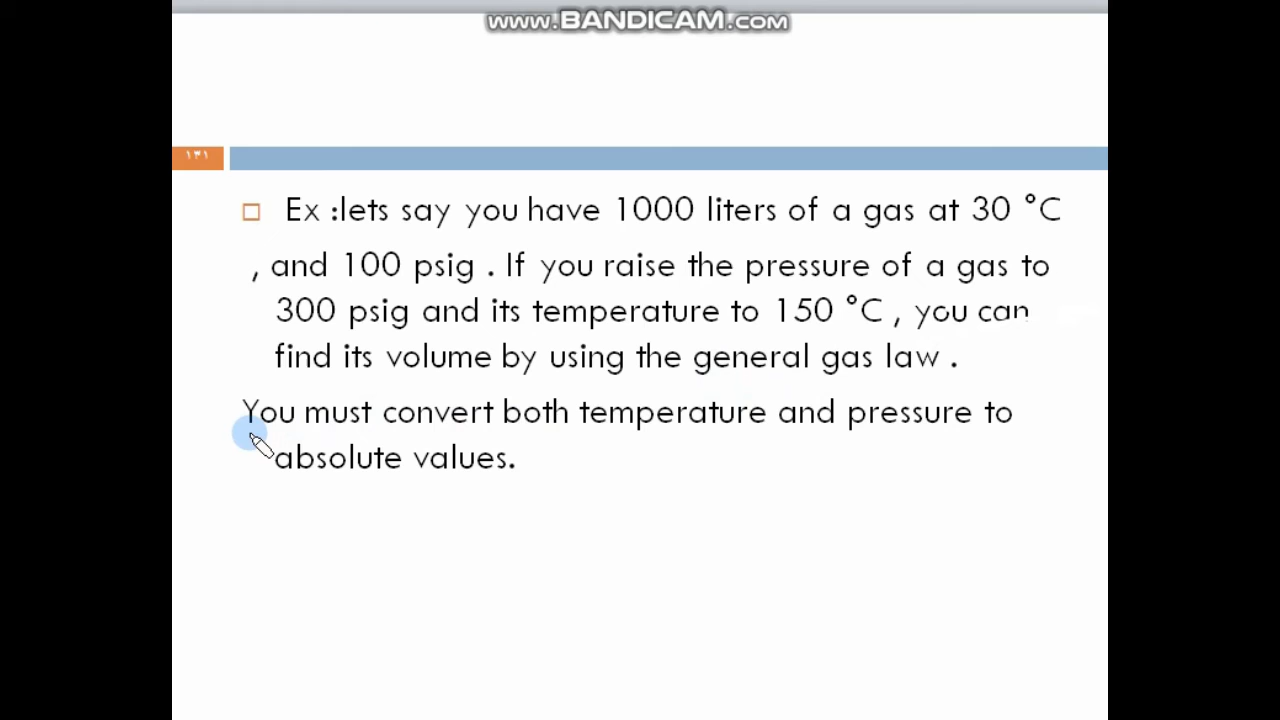 www.BANDICAM.com
١٣١
Ex :lets say you have 1000 liters of a gas at 30 °C
, and 100 psig . If you raise the pressure of a gas to
300 psig and its temperature to 150 °C , you can
find its volume by using the general gas law .
You must convert both temperature and pressure to
absolute values.